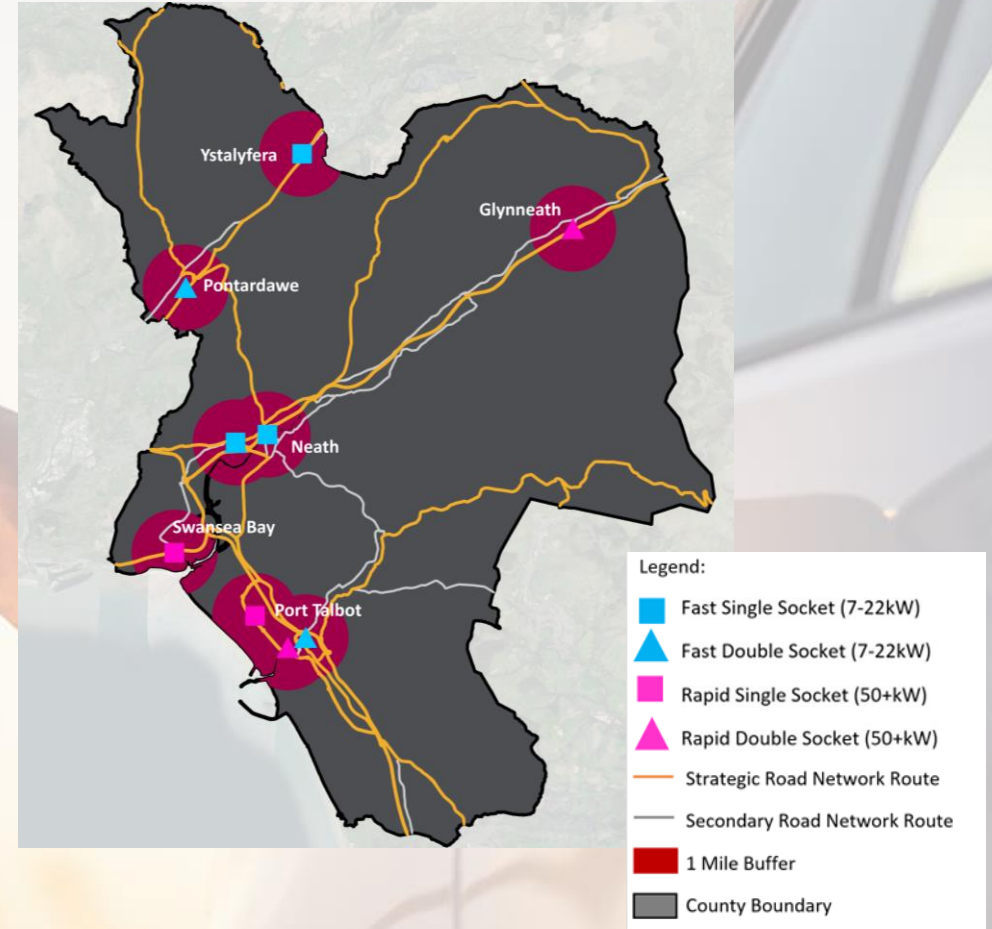 Ystalyfera
Glynneath
Pontardawe
Neath
Swansea Bay
Port Talbot
Legend:
Fast Single Socket (7-22kW)
Fast Double Socket (7-22kW)
Rapid Single Socket (50+kW)
Rapid Double Socket (50+kW)
Strategic Road Network Route
Secondary Road Network Route
1 Mile Buffer
County Boundary